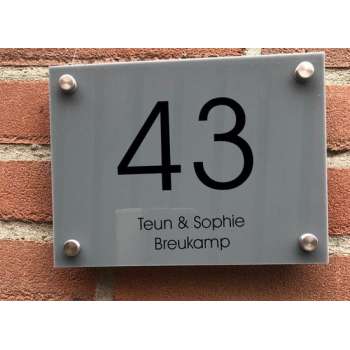 43
Teun & Sophie
Breukamp